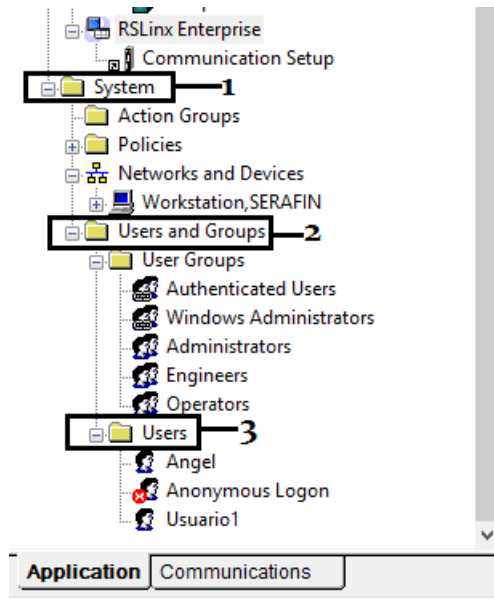 RSLinx Enterprise
Communication Setup
System 1
Action Groups
Policies
Networks and Devices
Workstation,SERAFIN
Users and Groups 2
User Groups
Authenticated Users
Windows Administrators
Administrators
Engineers
Operators
Users 3
Angel
Anonymous Logon
Usuario1
Application Communications